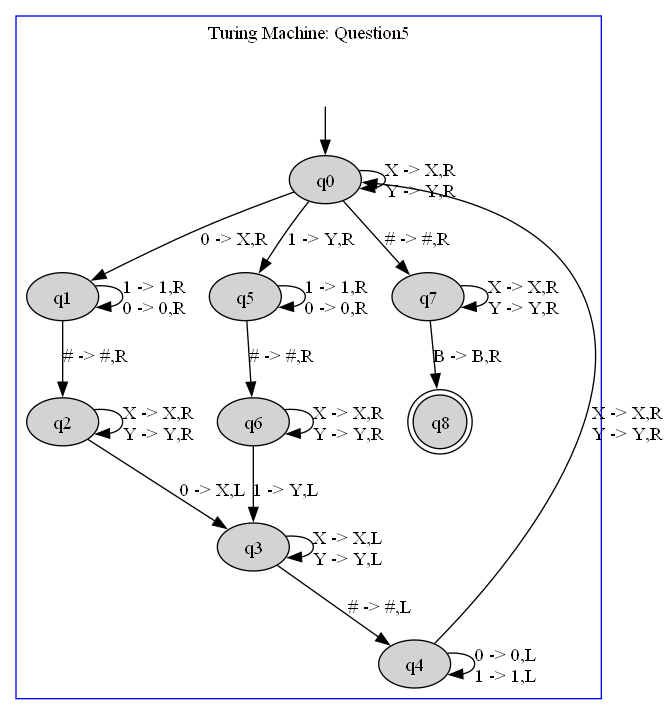 Turing Machine: Question5
q0
X -> X,R
Y -> Y,R
0 -> X,R
1 -> Y,R
# -> #,R
q1
1 -> 1,R
0 -> 0,R
q5
1 -> 1,R
0 -> 0,R
q7
X -> X,R
Y -> Y,R
# -> #,R
# -> #,R
B -> B,R
q2
X -> X,R
Y -> Y,R
q6
X -> X,R
Y -> Y,R
q8
X -> X,R
Y -> Y,R
0 -> X,L
1 -> Y,L
q3
X -> X,L
Y -> Y,L
# -> #,L
q4
0 -> 0,L
1 -> 1,L